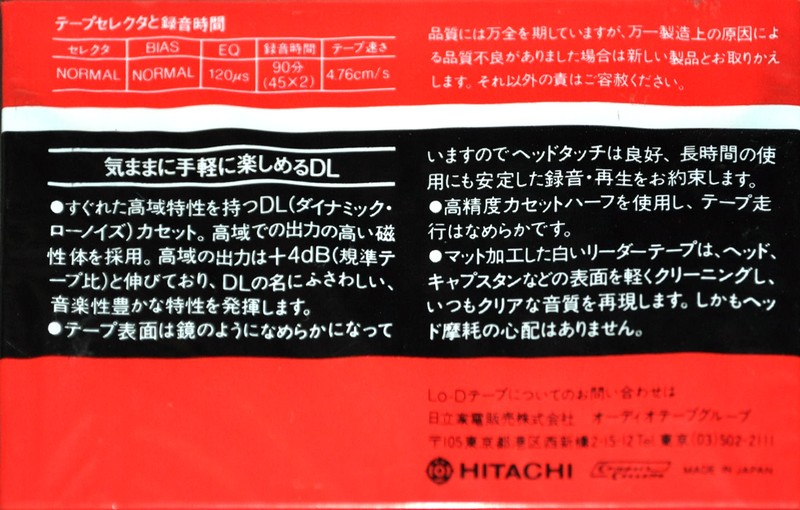 テープセレクタと録音時間
セレクタ BIAS EQ 録音時間 テープ速さ
NORMAL NORMAL 120μs 90分(45×2) 4.76cm/s
品質には万全を期していますが、万一製造上の原因によ
る品質不良がありました場合は新しい製品とお取りかえ
します。それ以外の責はご容赦ください。
気ままに手軽に楽しめるDL
●すぐれた高域特性を持つDL(ダイナミック・
ローノイズ)カセット。高域での出力の高い磁
性体を採用。高域の出力は+4dB(規準テ
ープ比)と伸びており、DLの名にふさわしい、
音楽性豊かな特性を発揮します。
●テープ表面は鏡のようになめらかになって
いますのでヘッドタッチは良好、長時間の使
用にも安定した録音・再生をお約束します。
●高精度カセットハーフを使用し、テープ走
行はなめらかです。
●マット加工した白いリーダーテープは、ヘッド、
キャプスタンなどの表面を軽くクリーニングし、
いつもクリアな音質を再現します。しかもヘッ
ド摩耗の心配はありません。
Lo-Dテープについてのお問い合わせは
日立家電販売株式会社 オーディオテープグループ
〒105東京都港区西新橋2-15-12 Tel 東京(03)502-2111
HITACHI MADE IN JAPAN